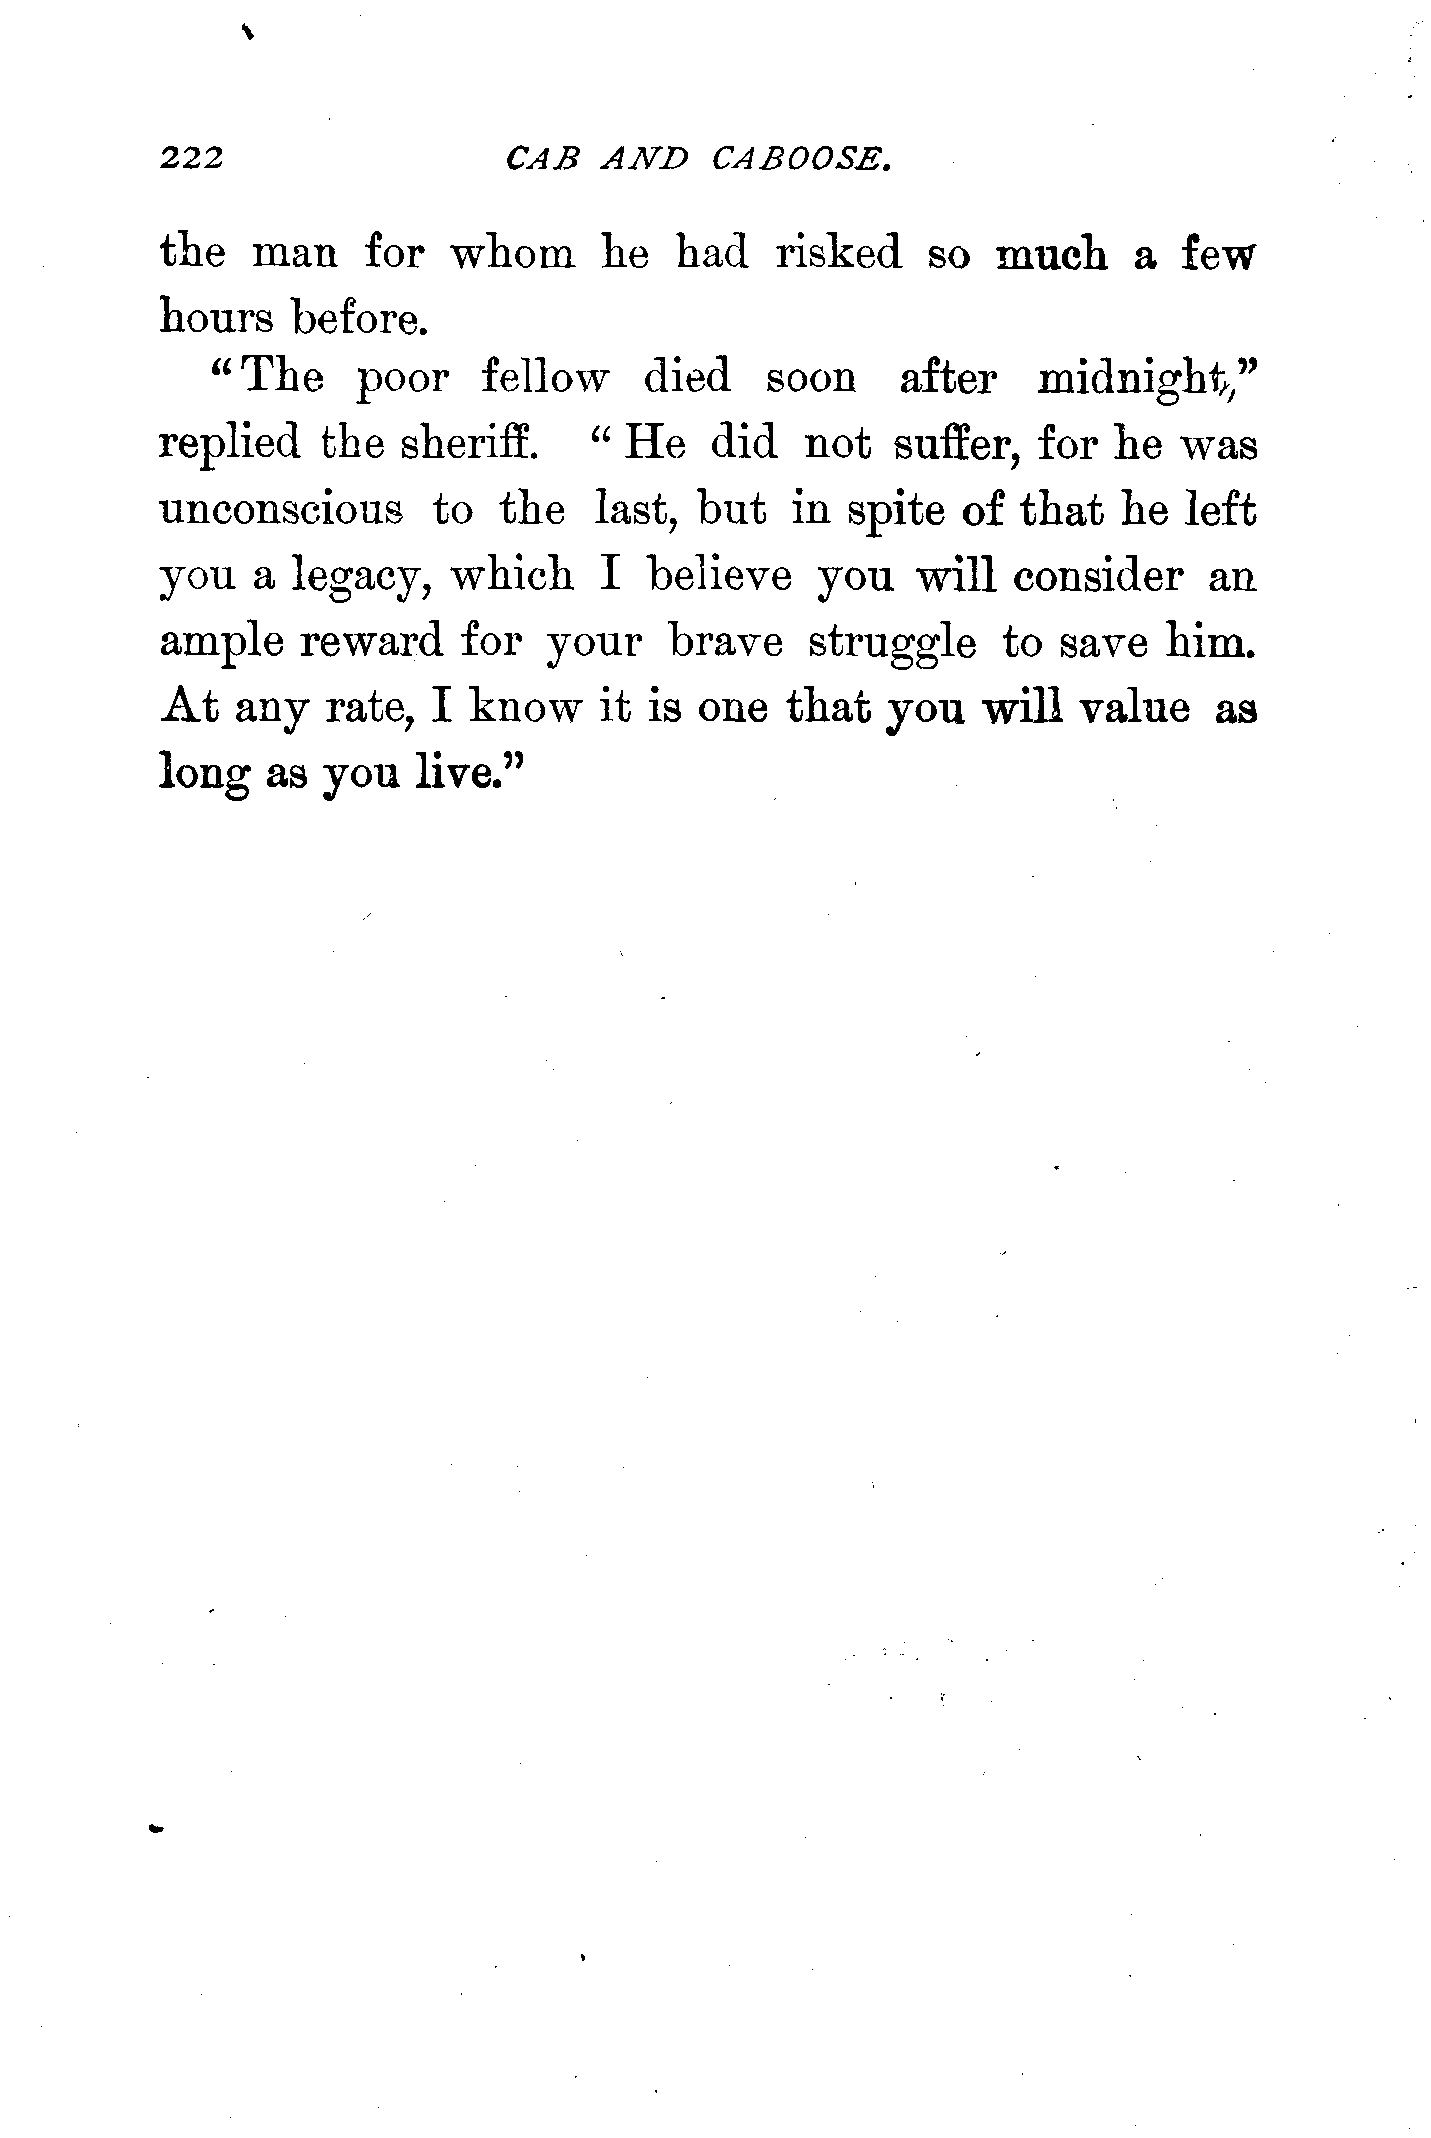 222 CAB AND CABOOSE.
the man for whom he had risked so much a few
hours before.
"The poor fellow died soon after midnight,"
replied the sheriff. "He did not suffer, for he was
unconscious to the last, but in spite of that he left
you a legacy, which I believe you will consider an
ample reward for your brave struggle to save him.
At any rate, I know it is one that you will value as
long as you live."